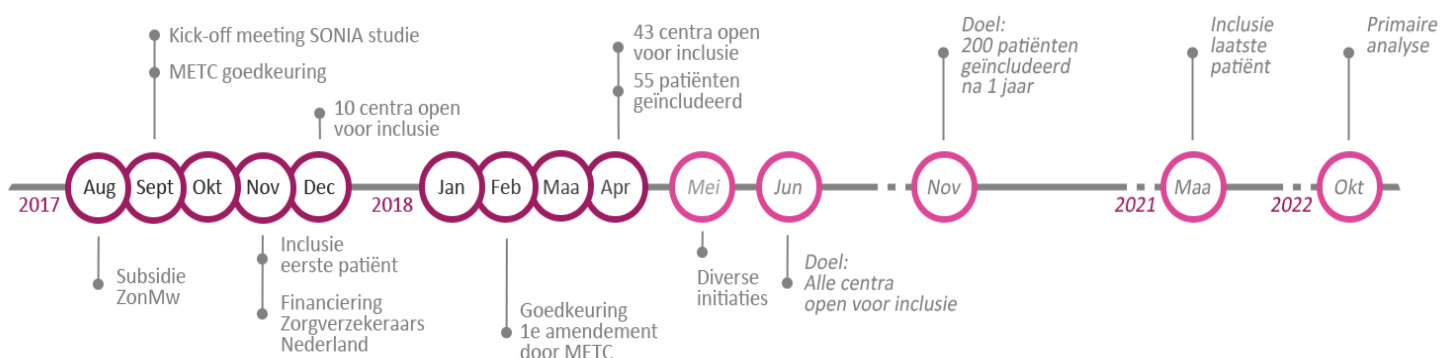 Kick-off meeting SONIA studie
METC goedkeuring
10 centra open
voor inclusie
43 centra open
voor inclusie
55 patiënten
geïncludeerd
Doel:
200 patiënten
geïncludeerd
na 1 jaar
Inclusie
laatste
patiënt
Primaire
analyse
2017
Aug
Sept
Okt
Nov
Dec
2018
Jan
Feb
Maa
Apr
Mei
Jun
Nov
2021
Maa
2022
Okt
Subsidie
ZonMw
Inclusie
eerste patiënt
Financiering
Zorgverzekeraars
Nederland
Goedkeuring
1e amendement
door METC
Diverse
initiaties
Doel:
Alle centra
open voor inclusie